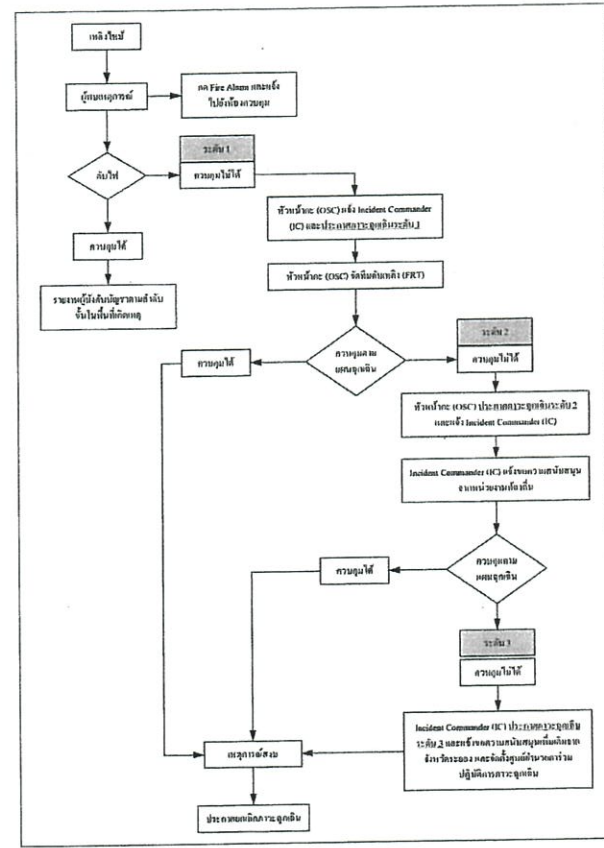 เพลิงไหม้
ผู้พบเหตุการณ์
กด Fire Alarm และแจ้ง
ไปยังห้องควบคุม
ระดับ 1
ดับไฟ
ควบคุมไม่ได้
หัวหน้ากะ (OSC) แจ้ง Incident Commander
(IC) และประกาศภาวะฉุกเฉินระดับ 1
ควบคุมได้
หัวหน้ากะ (OSC) จัดทีมดับเพลิง (FRT)
รายงานผู้บังคับบัญชาตามลำดับ
ขั้นในพื้นที่เกิดเหตุ
ระดับ 2
ควบคุมตาม
แผนฉุกเฉิน
ควบคุมได้
ควบคุมไม่ได้
หัวหน้ากะ (OSC) ประกาศภาวะฉุกเฉินระดับ 2
และแจ้ง Incident Commander (IC)
Incident Commander (IC) แจ้งขอความสนับสนุน
จากหน่วยงานท้องถิ่น
ควบคุมตาม
แผนฉุกเฉิน
ควบคุมได้
ระดับ 3
ควบคุมไม่ได้
Incident Commander (IC) ประกาศภาวะฉุกเฉิน
ระดับ 3 และแจ้งขอความสนับสนุนเพิ่มเติมจาก
จังหวัดระยอง และจัดตั้งศูนย์อำนวยการร่วม
ปฏิบัติการภาวะฉุกเฉิน
เหตุการณ์สงบ
ประกาศยกเลิกภาวะฉุกเฉิน